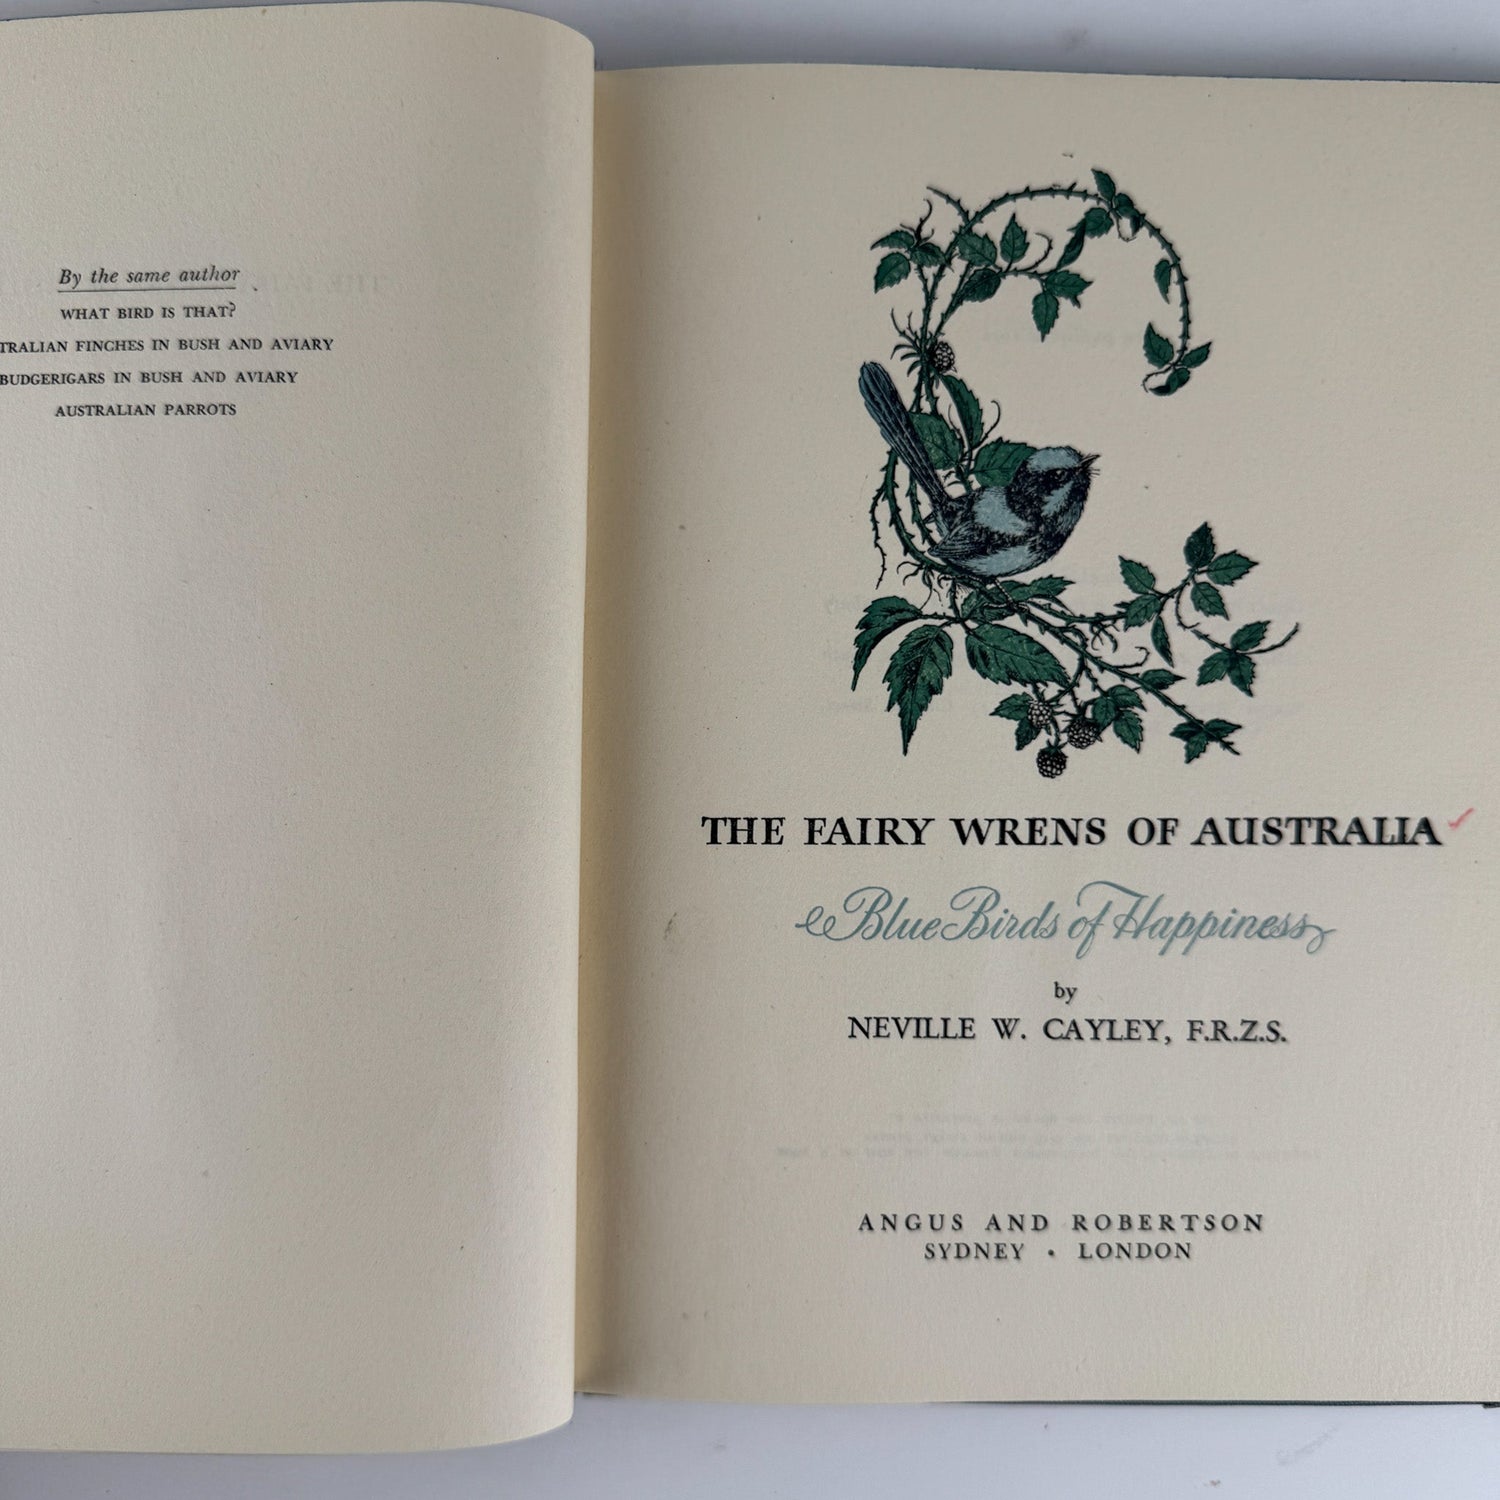 By the same author
WHAT BIRD IS THAT?
TRALIAN FINCHES IN BUSH AND AVIARY
BUDGERIGARS IN BUSH AND AVIARY
AUSTRALIAN PARROTS
THE FAIRY WRENS OF AUSTRALIA
Blue Birds of Happiness
by
NEVILLE W. CAYLEY, F.R.Z.S.
ANGUS AND ROBERTSON
SYDNEY • LONDON